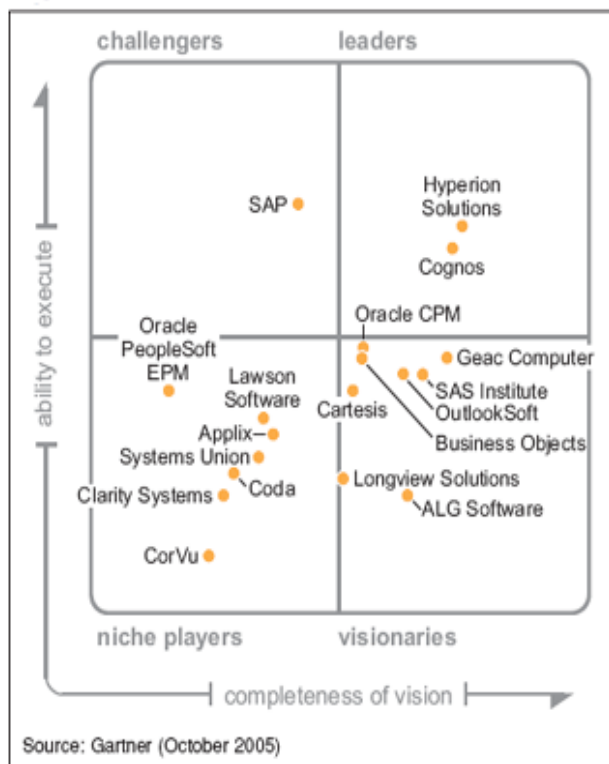 challengers
leaders
SAP
Hyperion
Solutions
Cognos
Oracle CPM
Oracle
PeopleSoft
EPM
Geac Computer
Lawson
Software
SAS Institute
Cartesis
OutlookSoft
Applix
Business Objects
Systems Union
Coda
Longview Solutions
Clarity Systems
ALG Software
CorVu
niche players
visionaries
ability to execute
completeness of vision
Source: Gartner (October 2005)